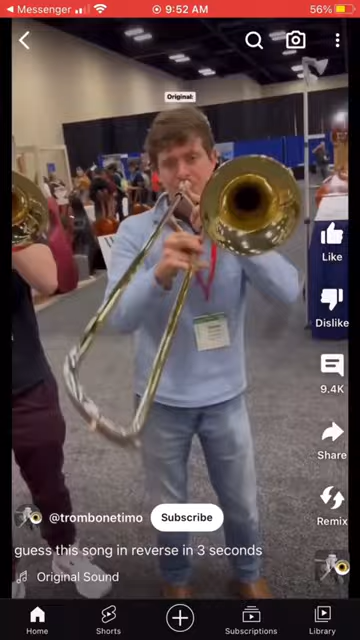 Messenger
9:52 AM
56%
Original:
Like
Dislike
9.4K
Share
@trombonetimo
Subscribe
Remix
guess this song in reverse in 3 seconds
Original Sound
Home
Shorts
Subscriptions
Library